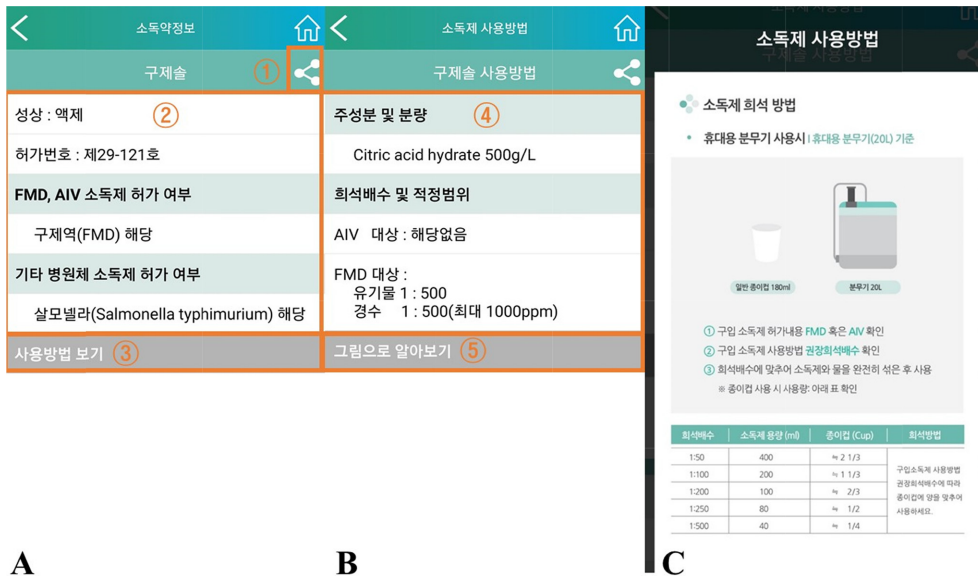 소독약정보
구제솔
①
성상 : 액제
②
허가번호 : 제29-121호
FMD, AIV 소독제 허가 여부
구제역(FMD) 해당
기타 병원체 소독제 허가 여부
살모넬라(Salmonella typhimurium) 해당
사용방법 보기 ③
A
소독제 사용방법
구제솔 사용방법
주성분 및 분량 ④
Citric acid hydrate 500g/L
희석배수 및 적정범위
AIV 대상 : 해당없음
FMD 대상 :
유기물 1 : 500
경수 1 : 500(최대 1000ppm)
그림으로 알아보기 ⑤
B
소독제 사용방법
구제솔 사용방법
소독제 희석 방법
• 휴대용 분무기 사용시 | 휴대용 분무기(20L) 기준
일반 종이컵 180ml
분무기 20L
① 구입 소독제 허가내용 FMD 혹은 AIV 확인
② 구입 소독제 사용방법 권장희석배수 확인
③ 희석배수에 맞추어 소독제와 물을 완전히 섞은 후 사용
※ 종이컵 사용 시 사용량: 아래 표 확인
희석배수 소독제 용량 (ml) 종이컵 (Cup) 희석방법
1:50 400 ≒ 2 1/3
1:100 200 ≒ 1 1/3
1:200 100 ≒ 2/3
1:250 80 ≒ 1/2
1:500 40 ≒ 1/4
구입소독제 사용방법
권장희석배수에 따라
종이컵에 양을 맞추어
사용하세요.
C